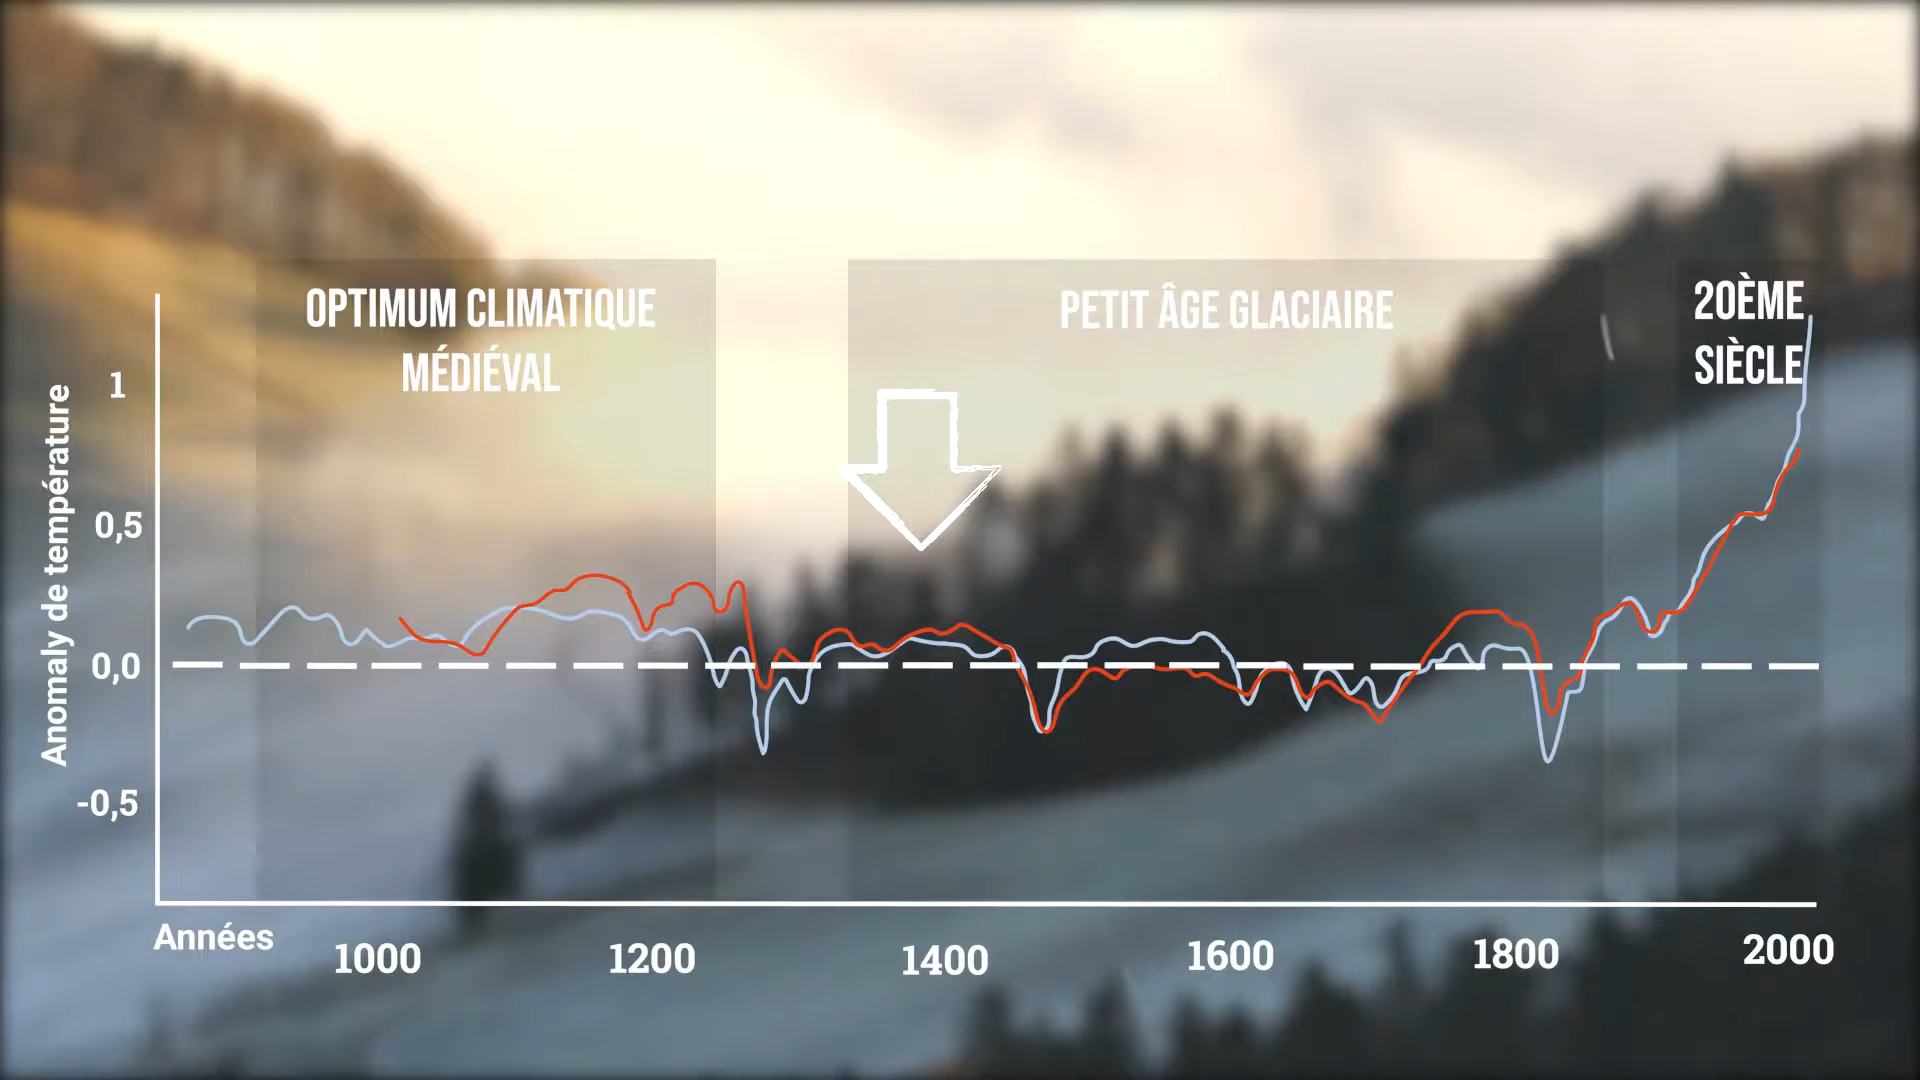 OPTIMUM CLIMATIQUE
MÉDIÉVAL
PETIT ÂGE GLACIAIRE
20ÈME
SIÈCLE
Anomaly de température
1
0,5
0,0
-0,5
Années
1000
1200
1400
1600
1800
2000